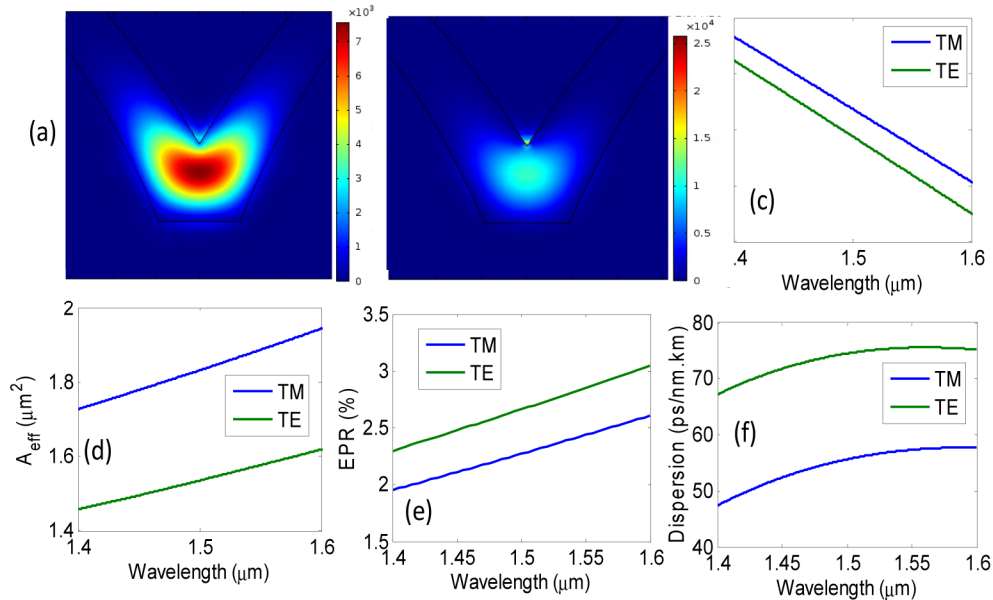 ×10³
7
6
5
4
3
2
1
0
(a)
×10⁴
2.5
2
1.5
1
0.5
0
TM
TE
(c)
.4
1.5
1.6
Wavelength (μm)
2
1.8
1.6
1.4
A_eff (μm²)
TM
TE
(d)
1.4
1.5
1.6
Wavelength (μm)
3.5
3
2.5
2
1.5
EPR (%)
TM
TE
(e)
1.4
1.45
1.5
1.55
1.6
Wavelength (μm)
80
70
60
50
40
Dispersion (ps/nm.km)
TM
TE
(f)
1.4
1.45
1.5
1.55
1.6
Wavelength (μm)